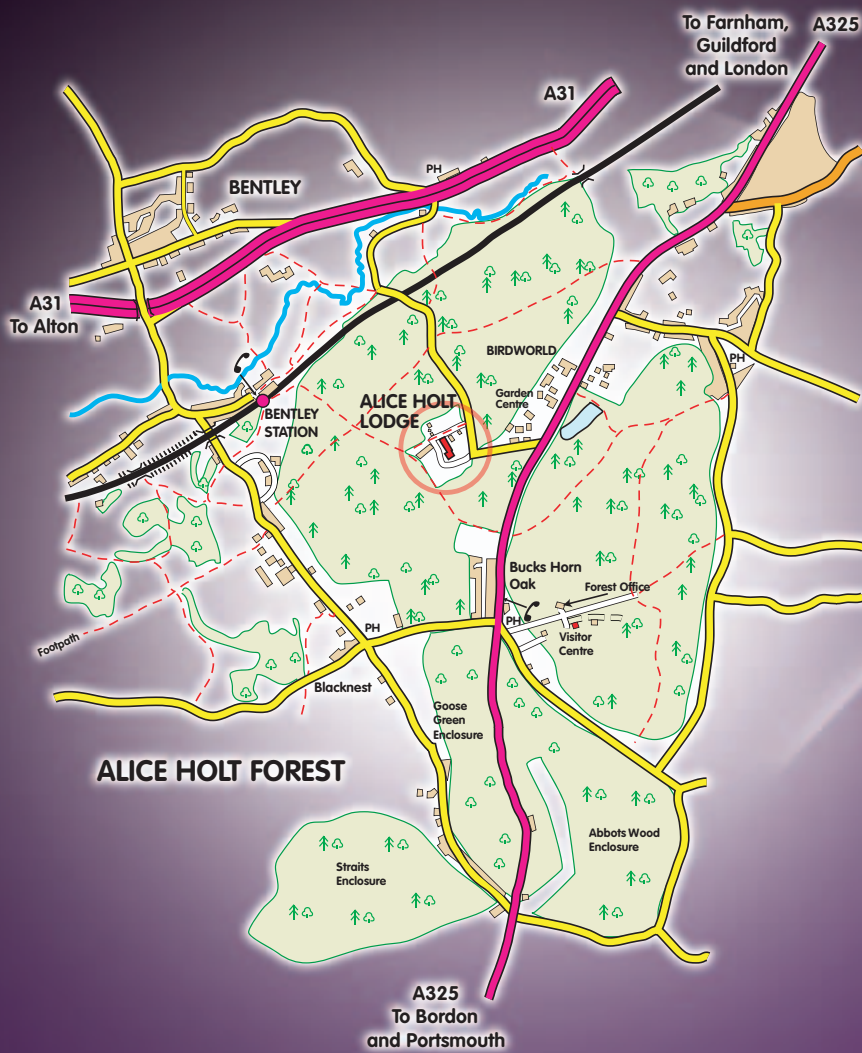 To Farnham,
Guildford
and London
A325
A31
PH
BENTLEY
A31
To Alton
BIRDWORLD
PH
Garden
Centre
ALICE HOLT
LODGE
BENTLEY
STATION
Bucks Horn
Oak
Forest Office
PH
Visitor
Centre
Footpath
PH
Blacknest
Goose
Green
Enclosure
ALICE HOLT FOREST
Abbots Wood
Enclosure
Straits
Enclosure
A325
To Bordon
and Portsmouth